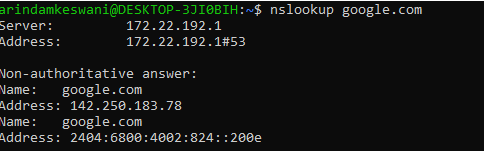 arindamkeswani@DESKTOP-3JI0BIH:~$ nslookup google.com
Server:         172.22.192.1
Address:        172.22.192.1#53

Non-authoritative answer:
Name:   google.com
Address: 142.250.183.78
Name:   google.com
Address: 2404:6800:4002:824::200e